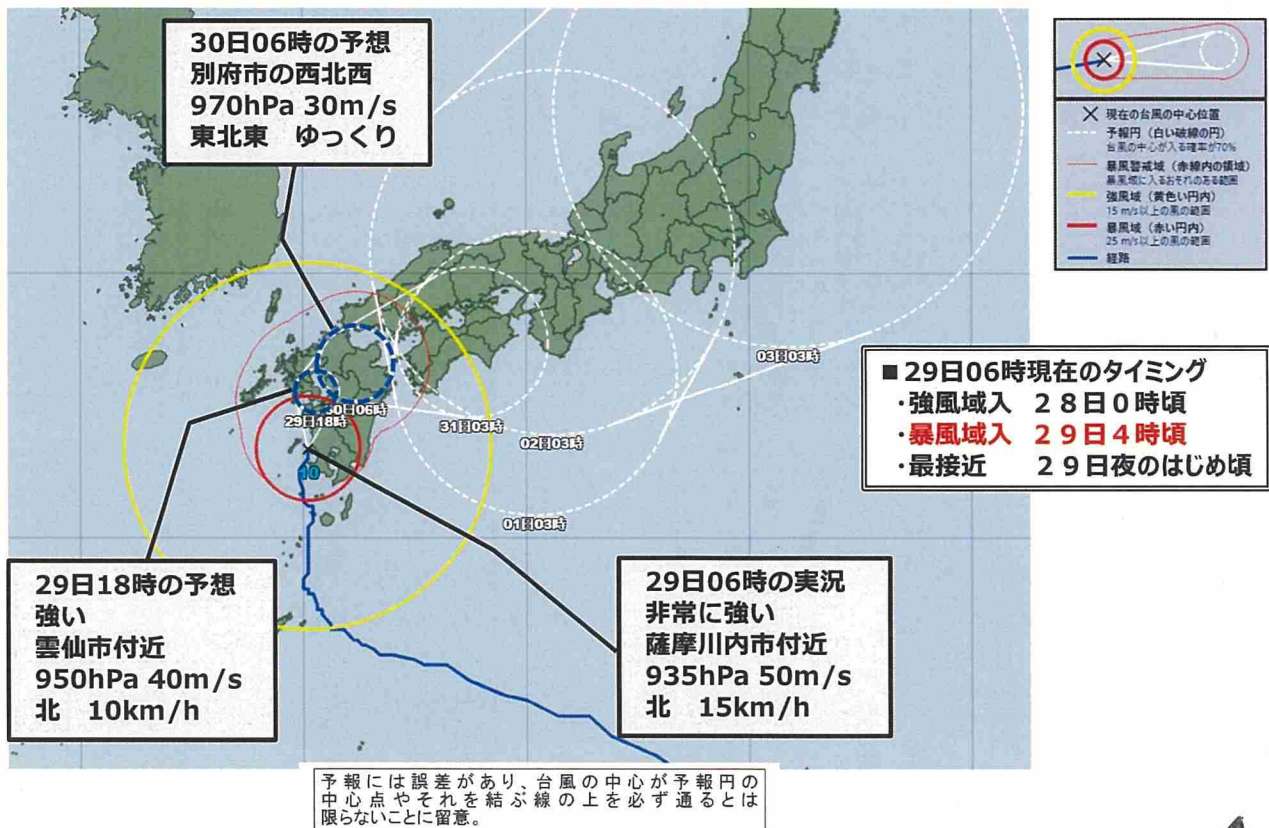 30日06時の予想
別府市の西北西
970hPa 30m/s
東北東 ゆっくり
現在の台風の中心位置
予報円(白い破線の円)
台風の中心が入る確率が70%
暴風警戒域(赤線内の領域)
暴風域に入るおそれのある範囲
強風域(黄色い円内)
15 m/s以上の風の範囲
暴風域(赤い円内)
25 m/s以上の風の範囲
経路
03日03時
■29日06時現在のタイミング
・強風域入 28日0時頃
・暴風域入 29日4時頃
・最接近 29日夜のはじめ頃
30日06時
29日18時
31日03時
02日03時
10
01日03時
29日18時の予想
強い
雲仙市付近
950hPa 40m/s
北 10km/h
29日06時の実況
非常に強い
薩摩川内市付近
935hPa 50m/s
北 15km/h
予報には誤差があり、台風の中心が予報円の
中心点やそれを結ぶ線の上を必ず通るとは
限らないことに留意。